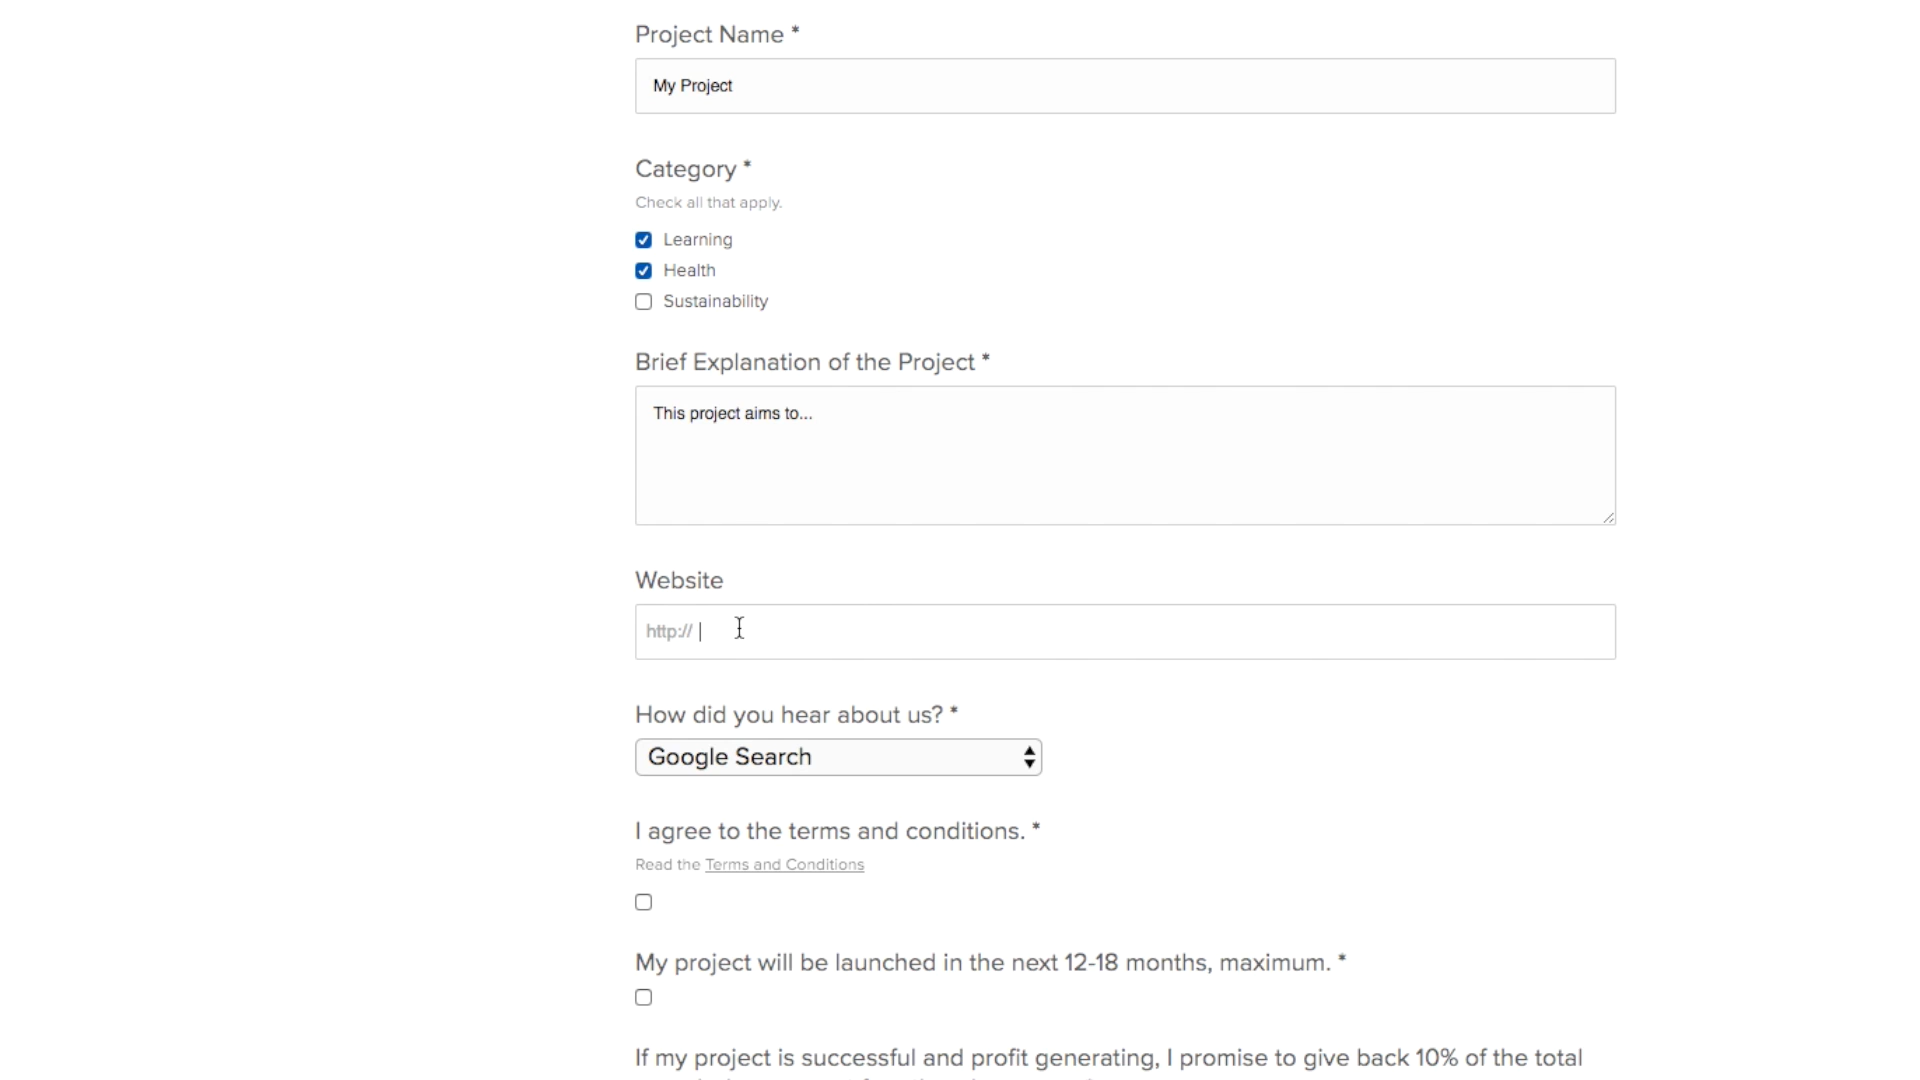 Project Name *
My Project
Category *
Check all that apply.
Learning
Health
Sustainability
Brief Explanation of the Project *
This project aims to...
Website
http://
How did you hear about us? *
Google Search
I agree to the terms and conditions. *
Read the Terms and Conditions
My project will be launched in the next 12-18 months, maximum. *
If my project is successful and profit generating, I promise to give back 10% of the total